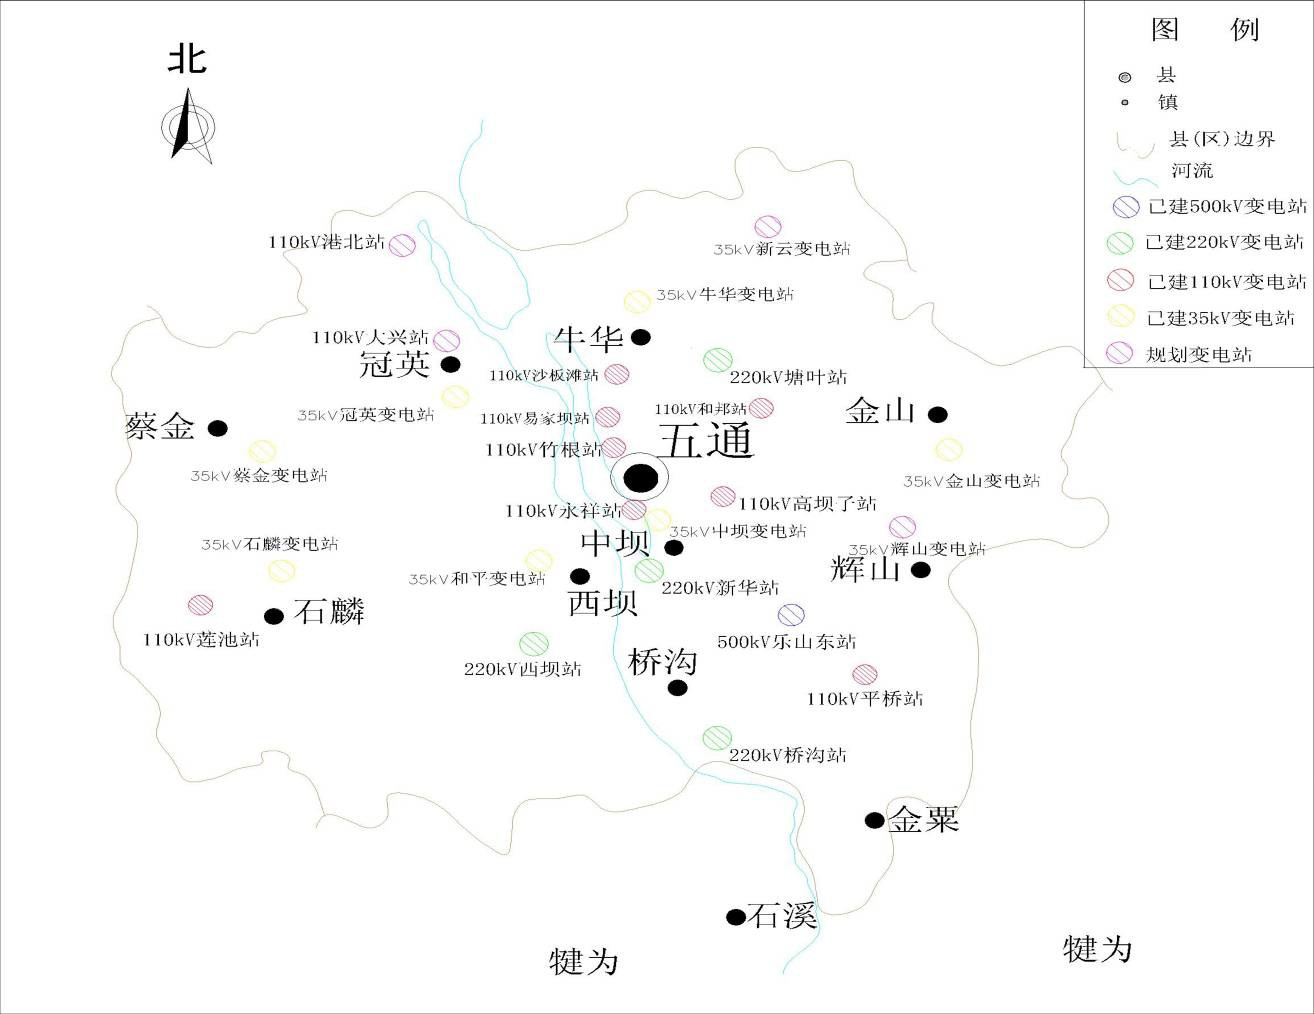 图 例
北
县
镇
县(区)边界
河流
已建500kV变电站
已建220kV变电站
已建110kV变电站
已建35kV变电站
规划变电站
110kV港北站
35kV新云变电站
35kV牛华变电站
110kV大兴站
牛华
冠英
110kV沙板滩站
220kV塘叶站
35kV冠英变电站
110kV易家坝站
110kV和邦站
金山
蔡金
五通
110kV竹根站
35kV蔡金变电站
35kV金山变电站
110kV永祥站
110kV高坝子站
35kV中坝变电站
35kV石麟变电站
中坝
35kV辉山变电站
辉山
35kV和平变电站
220kV新华站
西坝
石麟
110kV莲池站
500kV乐山东站
220kV西坝站
桥沟
110kV平桥站
220kV桥沟站
金粟
石溪
犍为
犍为